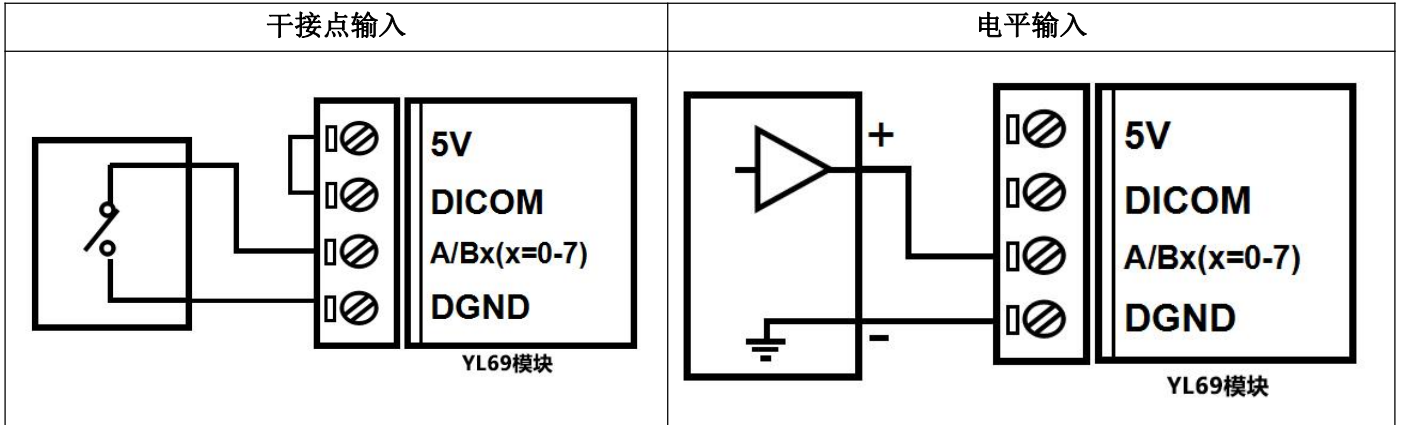 干接点输入
电平输入
5V
DICOM
A/Bx(x=0-7)
DGND
YL69模块
+
-
5V
DICOM
A/Bx(x=0-7)
DGND
YL69模块